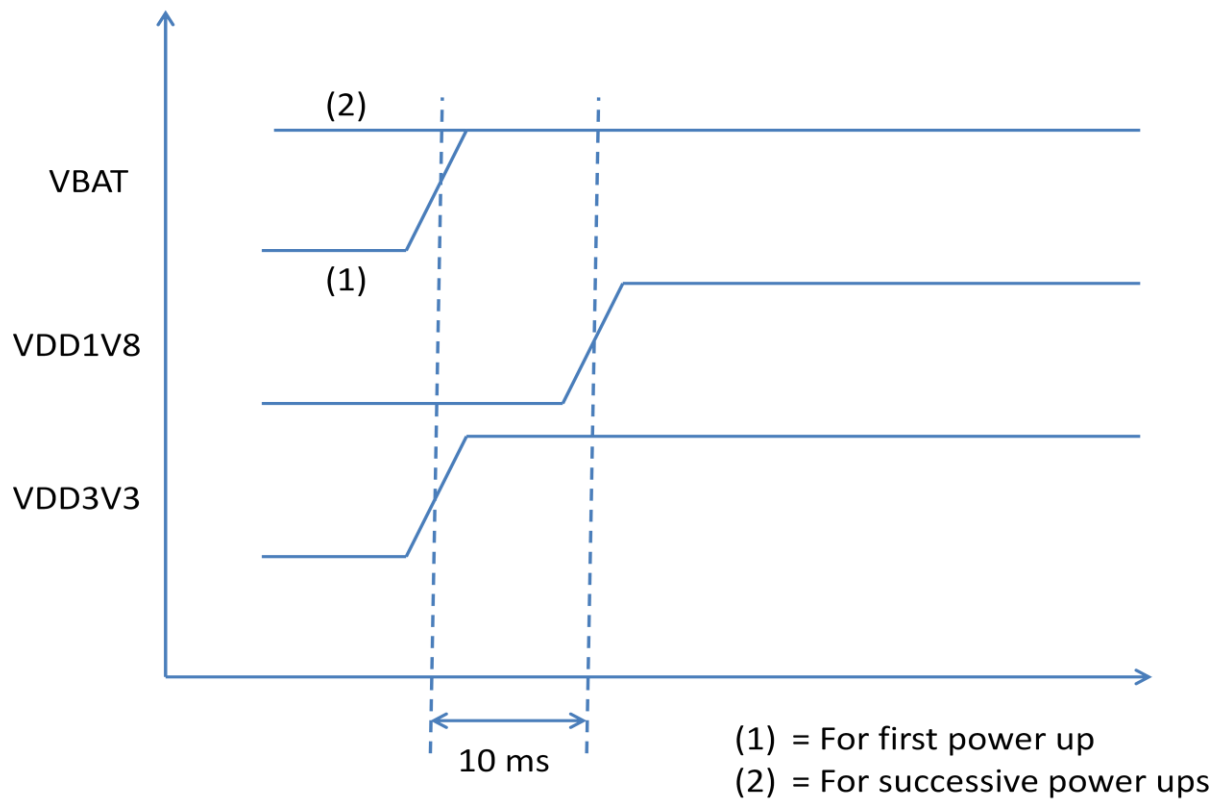 (2)
VBAT
(1)
VDD1V8
VDD3V3
10 ms
(1) = For first power up
(2) = For successive power ups